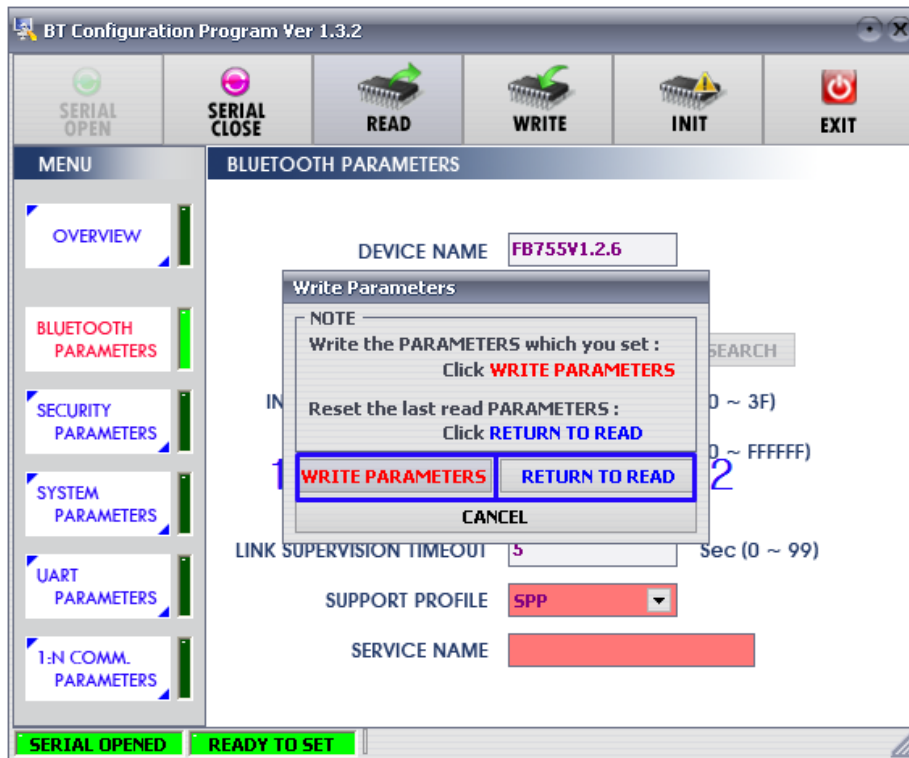 BT Configuration Program Ver 1.3.2
SERIAL OPEN
SERIAL CLOSE
READ
WRITE
INIT
EXIT
MENU
BLUETOOTH PARAMETERS
OVERVIEW
BLUETOOTH
PARAMETERS
SECURITY
PARAMETERS
SYSTEM
PARAMETERS
UART
PARAMETERS
1:N COMM.
PARAMETERS
DEVICE NAME FB755V1.2.6
Write Parameters
NOTE
Write the PARAMETERS which you set :
Click WRITE PARAMETERS
Reset the last read PARAMETERS :
Click RETURN TO READ
1 WRITE PARAMETERS RETURN TO READ 2
CANCEL
~ 3F)
~ FFFFFF)
LINK SUPERVISION TIMEOUT 5 Sec (0 ~ 99)
SUPPORT PROFILE SPP
SERVICE NAME
SERIAL OPENED READY TO SET